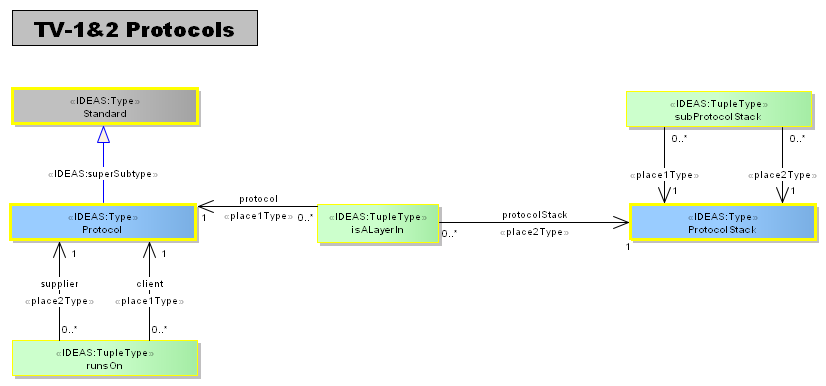 TV-1&2 Protocols
«IDEAS:Type»
Standard
«IDEAS:TupleType»
subProtocolStack
0..*
0..*
«IDEAS:superSubtype»
«place1Type»
«place2Type»
1
1
«IDEAS:Type»
Protocol
protocol
1
«place1Type»
0..*
«IDEAS:TupleType»
isALayerIn
protocolStack
0..*
«place2Type»
1
«IDEAS:Type»
ProtocolStack
1
1
supplier
client
«place2Type»
«place1Type»
0..*
0..*
«IDEAS:TupleType»
runsOn